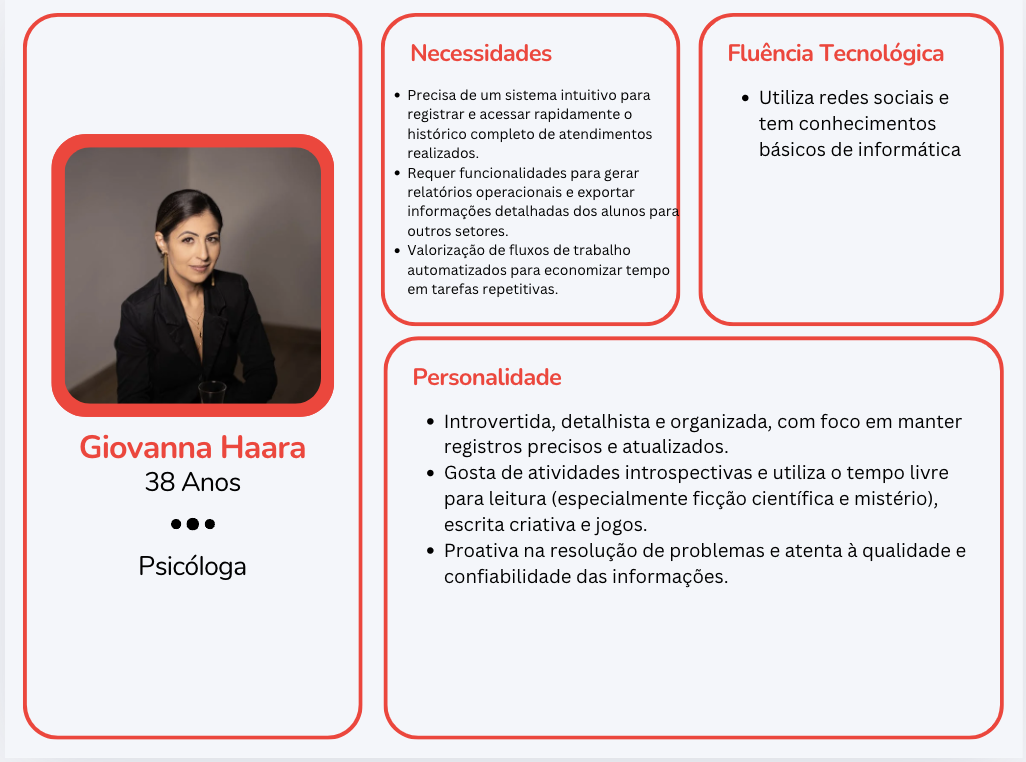 Giovanna Haara
38 Anos
Psicóloga
Necessidades
Precisa de um sistema intuitivo para
registrar e acessar rapidamente o
histórico completo de atendimentos
realizados.
Requer funcionalidades para gerar
relatórios operacionais e exportar
informações detalhadas dos alunos para
outros setores.
Valorização de fluxos de trabalho
automatizados para economizar tempo
em tarefas repetitivas.
Fluência Tecnológica
Utiliza redes sociais e
tem conhecimentos
básicos de informática
Personalidade
Introvertida, detalhista e organizada, com foco em manter
registros precisos e atualizados.
Gosta de atividades introspectivas e utiliza o tempo livre
para leitura (especialmente ficção científica e mistério),
escrita criativa e jogos.
Proativa na resolução de problemas e atenta à qualidade e
confiabilidade das informações.